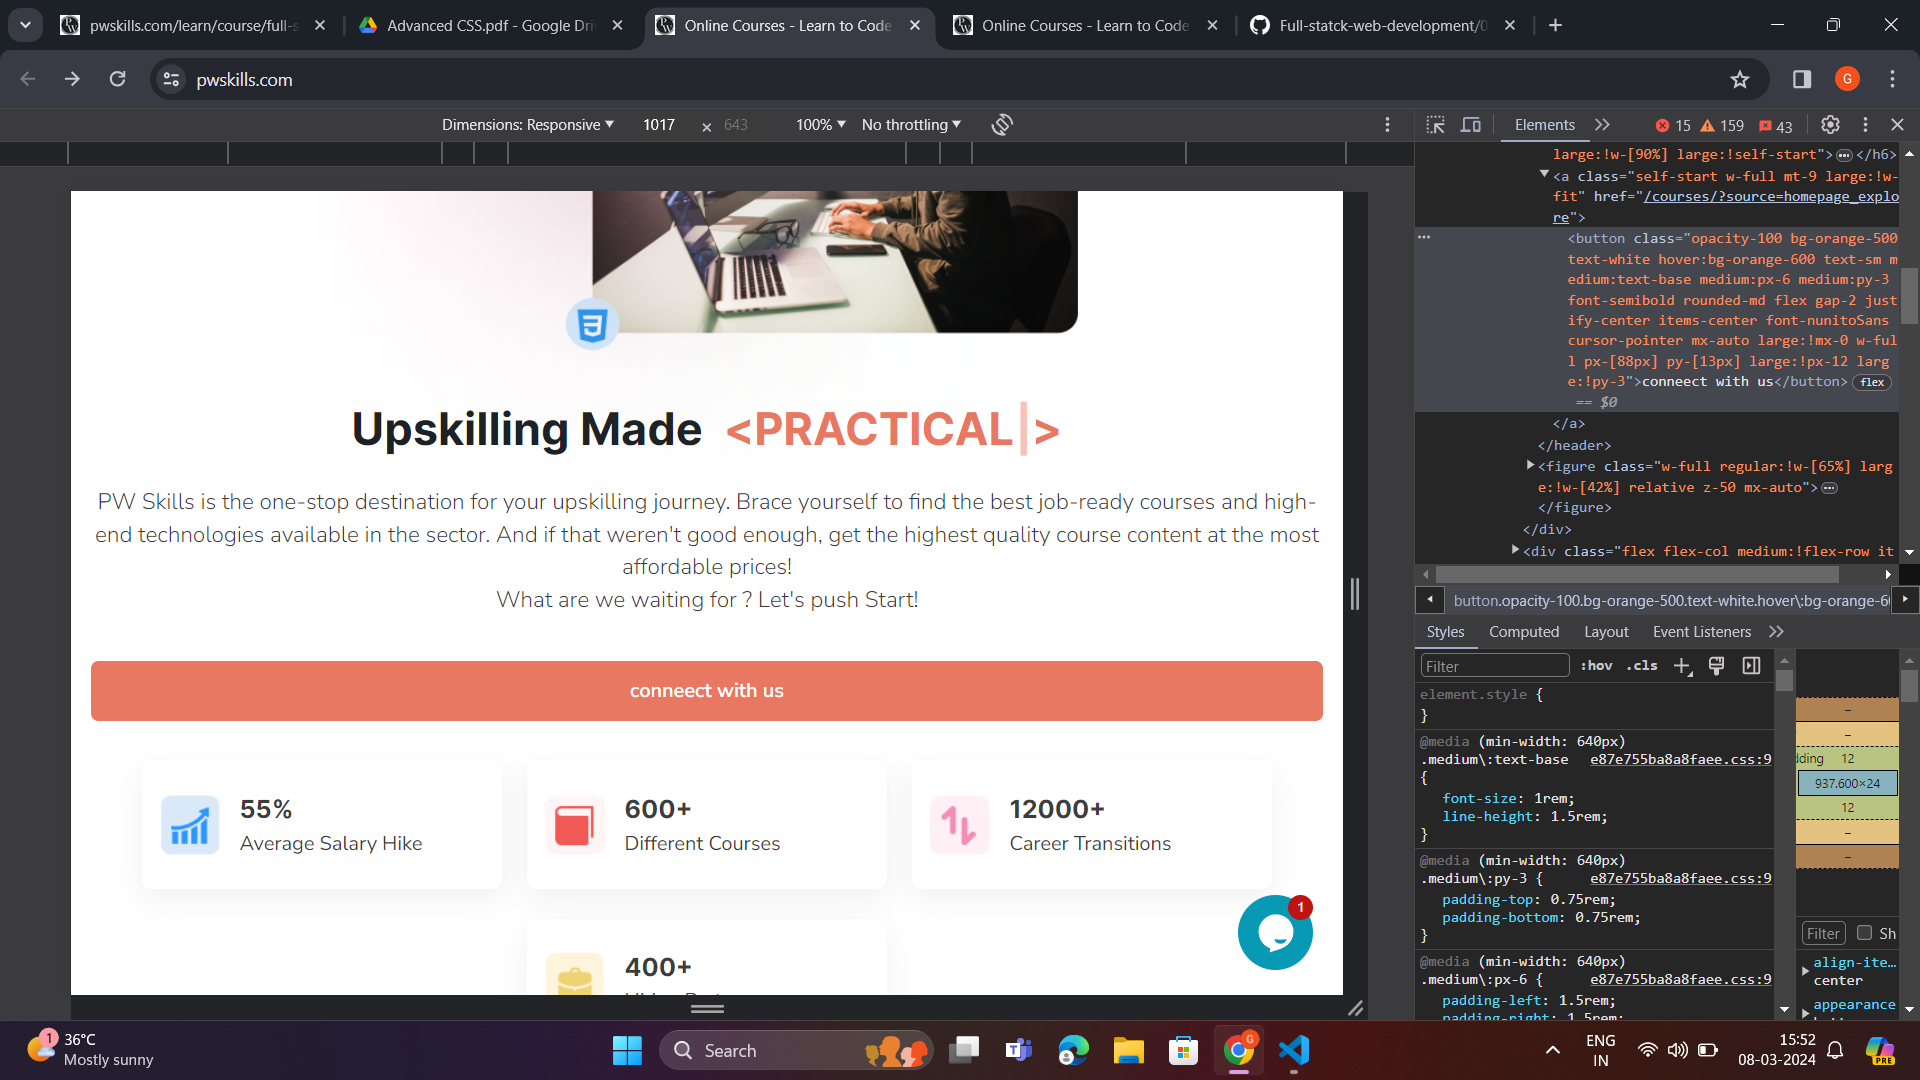 pwskills.com/learn/course/full-s
Advanced CSS.pdf - Google Dri
Online Courses - Learn to Code
Online Courses - Learn to Code
Full-statck-web-development/0
pwskills.com
G
Dimensions: Responsive
1017
643
100%
No throttling
Elements
15
159
43
large:!w-[90%] large:!self-start"></h6>
<a class="self-start w-full mt-9 large:!w-
fit" href="/courses/?source=homepage_explo
re">
<button class="opacity-100 bg-orange-500
text-white hover:bg-orange-600 text-sm m
edium:text-base medium:px-6 medium:py-3
font-semibold rounded-md flex gap-2 just
ify-center items-center font-nunitoSans
cursor-pointer mx-auto large:!mx-0 w-ful
l px-[88px] py-[13px] large:!px-12 larg
e:!py-3">conneect with us</button> flex
== $0
</a>
</header>
<figure class="w-full regular:!w-[65%] larg
e:!w-[42%] relative z-50 mx-auto">
</figure>
</div>
<div class="flex flex-col medium:!flex-row it
button.opacity-100.bg-orange-500.text-white.hover\:bg-orange-6
Styles
Computed
Layout
Event Listeners
Filter
:hov
.cls
element.style {
}
@media (min-width: 640px)
.medium\:text-base e87e755ba8a8faee.css:9
{
font-size: 1rem;
line-height: 1.5rem;
}
@media (min-width: 640px)
.medium\:py-3 { e87e755ba8a8faee.css:9
padding-top: 0.75rem;
padding-bottom: 0.75rem;
}
@media (min-width: 640px)
.medium\:px-6 { e87e755ba8a8faee.css:9
padding-left: 1.5rem;
padding-right: 1.5rem;
–
–
dding 12
937.600×24
12
–
–
Filter
Sh
align-ite…
center
appearance
Upskilling Made <PRACTICAL|>
PW Skills is the one-stop destination for your upskilling journey. Brace yourself to find the best job-ready courses and high-
end technologies available in the sector. And if that weren't good enough, get the highest quality course content at the most
affordable prices!
What are we waiting for ? Let's push Start!
conneect with us
55%
Average Salary Hike
600+
Different Courses
12000+
Career Transitions
400+
1
1
36°C
Mostly sunny
Search
G
ENG
IN
15:52
08-03-2024
PRE